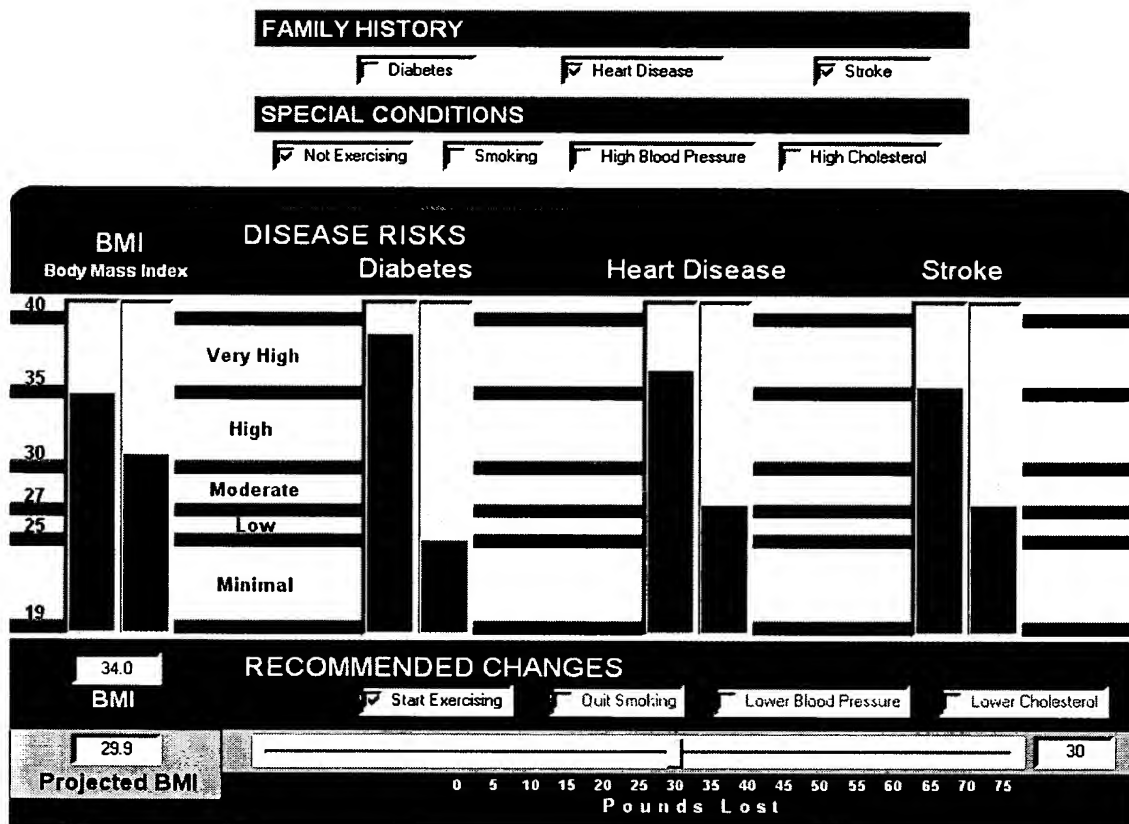 FAMILY HISTORY
Diabetes Heart Disease Stroke
SPECIAL CONDITIONS
Not Exercising Smoking High Blood Pressure High Cholesterol
BMI
Body Mass Index
DISEASE RISKS
Diabetes Heart Disease Stroke
40
Very High
35
High
30
Moderate
27
Low
25
Minimal
19
34.0
BMI
RECOMMENDED CHANGES
Start Exercising Quit Smoking Lower Blood Pressure Lower Cholesterol
29.9
Projected BMI
30
0 5 10 15 20 25 30 35 40 45 50 55 60 65 70 75
Pounds Lost